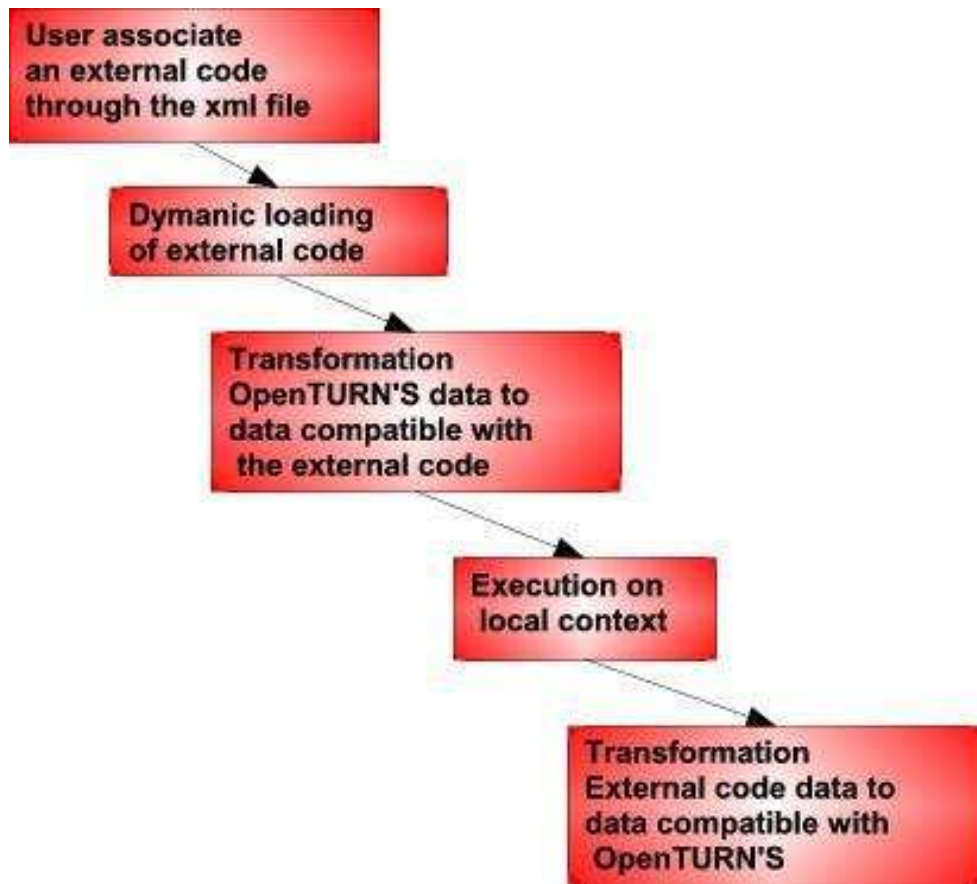 User associate
an external code
through the xml file
Dymanic loading
of external code
Transformation
OpenTURN'S data to
data compatible with
the external code
Execution on
local context
Transformation
External code data to
data compatible with
OpenTURN'S